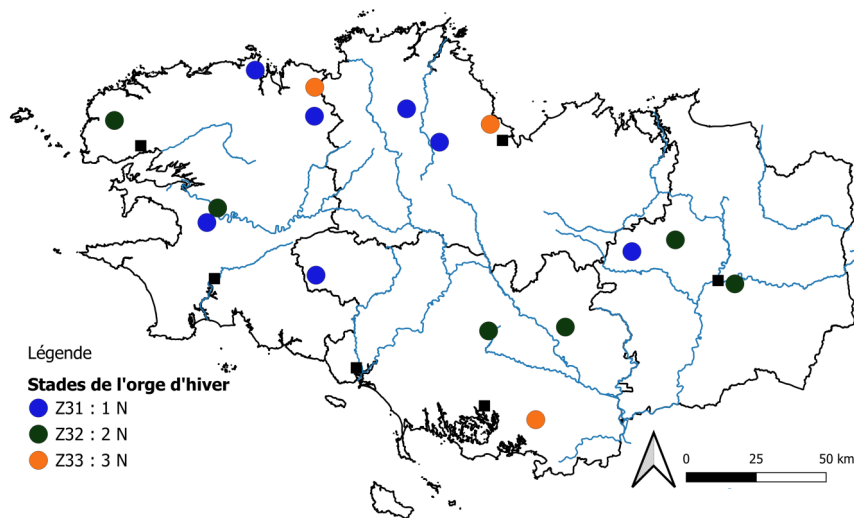 Légende
Stades de l'orge d'hiver
Z31 : 1 N
Z32 : 2 N
Z33 : 3 N
0 25 50 km